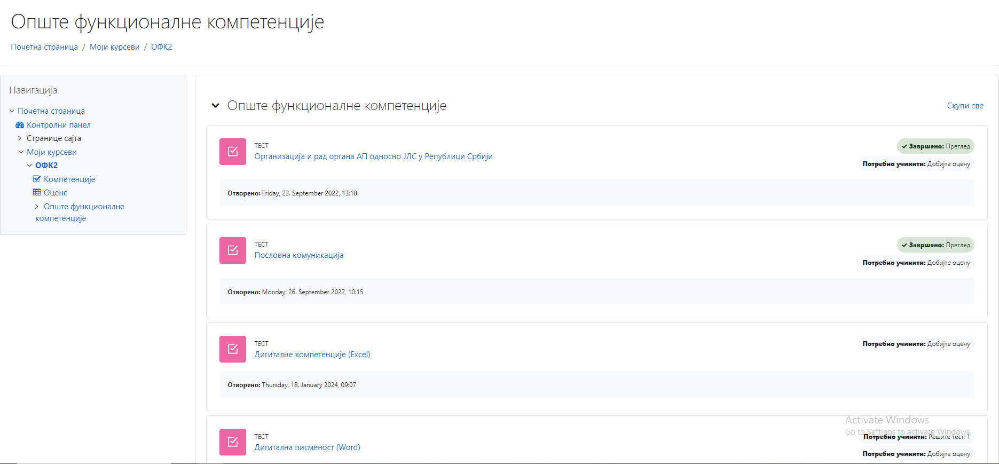 Опште функционалне компетенције
Почетна страница / Моји курсеви / ОФК2
Навигација
Почетна страница
Контролни панел
Странице сајта
Моји курсеви
ОФК2
Компетенције
Оцене
Опште функционалне
компетенције
Опште функционалне компетенције
Скупи све
ТЕСТ
Организација и рад органа АП односно ЈЛС у Републици Србији
Завршено: Преглед
Потребно учинити: Добијте оцену
Отворено: Friday, 23. September 2022, 13:18
ТЕСТ
Пословна комуникација
Завршено: Преглед
Потребно учинити: Добијте оцену
Отворено: Monday, 26. September 2022, 10:15
ТЕСТ
Дигиталне компетенције (Excel)
Потребно учинити: Добијте оцену
Отворено: Thursday, 18. January 2024, 09:07
ТЕСТ
Дигитална писменост (Word)
Activate Windows
Go to Settings to activate Windows.
Потребно учинити: Решите тест: 1
Потребно учинити: Добијте оцену